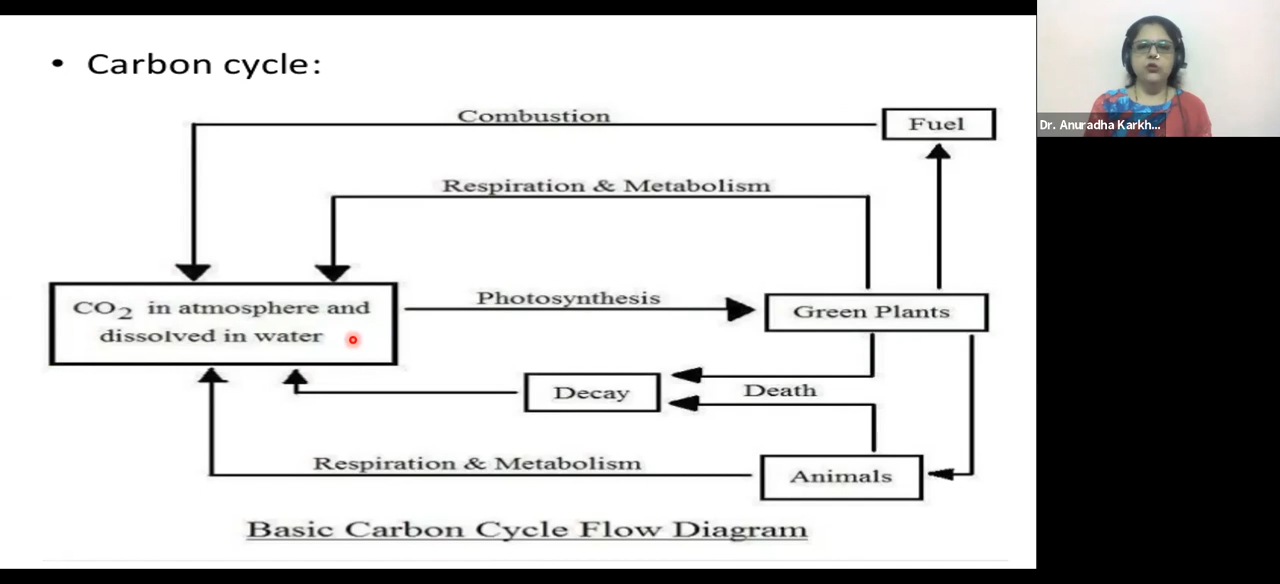 • Carbon cycle:
Combustion
Fuel
Respiration & Metabolism
CO2 in atmosphere and
dissolved in water
Photosynthesis
Green Plants
Decay
Death
Respiration & Metabolism
Animals
Basic Carbon Cycle Flow Diagram
Dr. Anuradha Karkh...